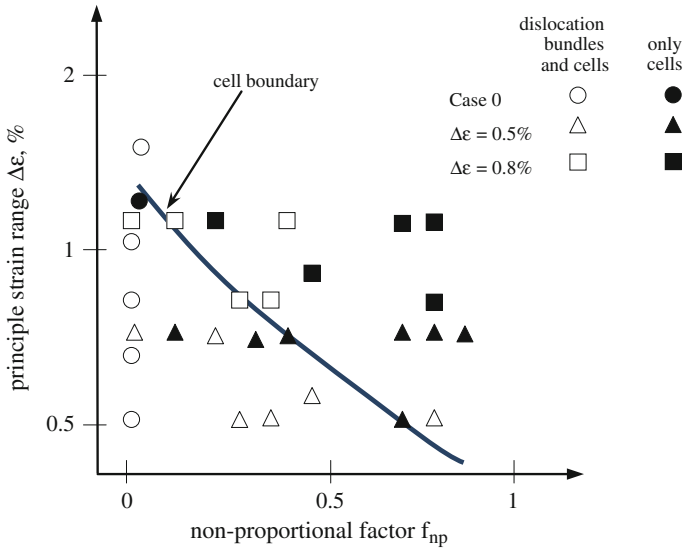 dislocation
bundles only
and cells cells
Case 0
Δε = 0.5%
Δε = 0.8%
cell boundary
principle strain range Δε, %
2
1
0.5
0 0.5 1
non-proportional factor fnp